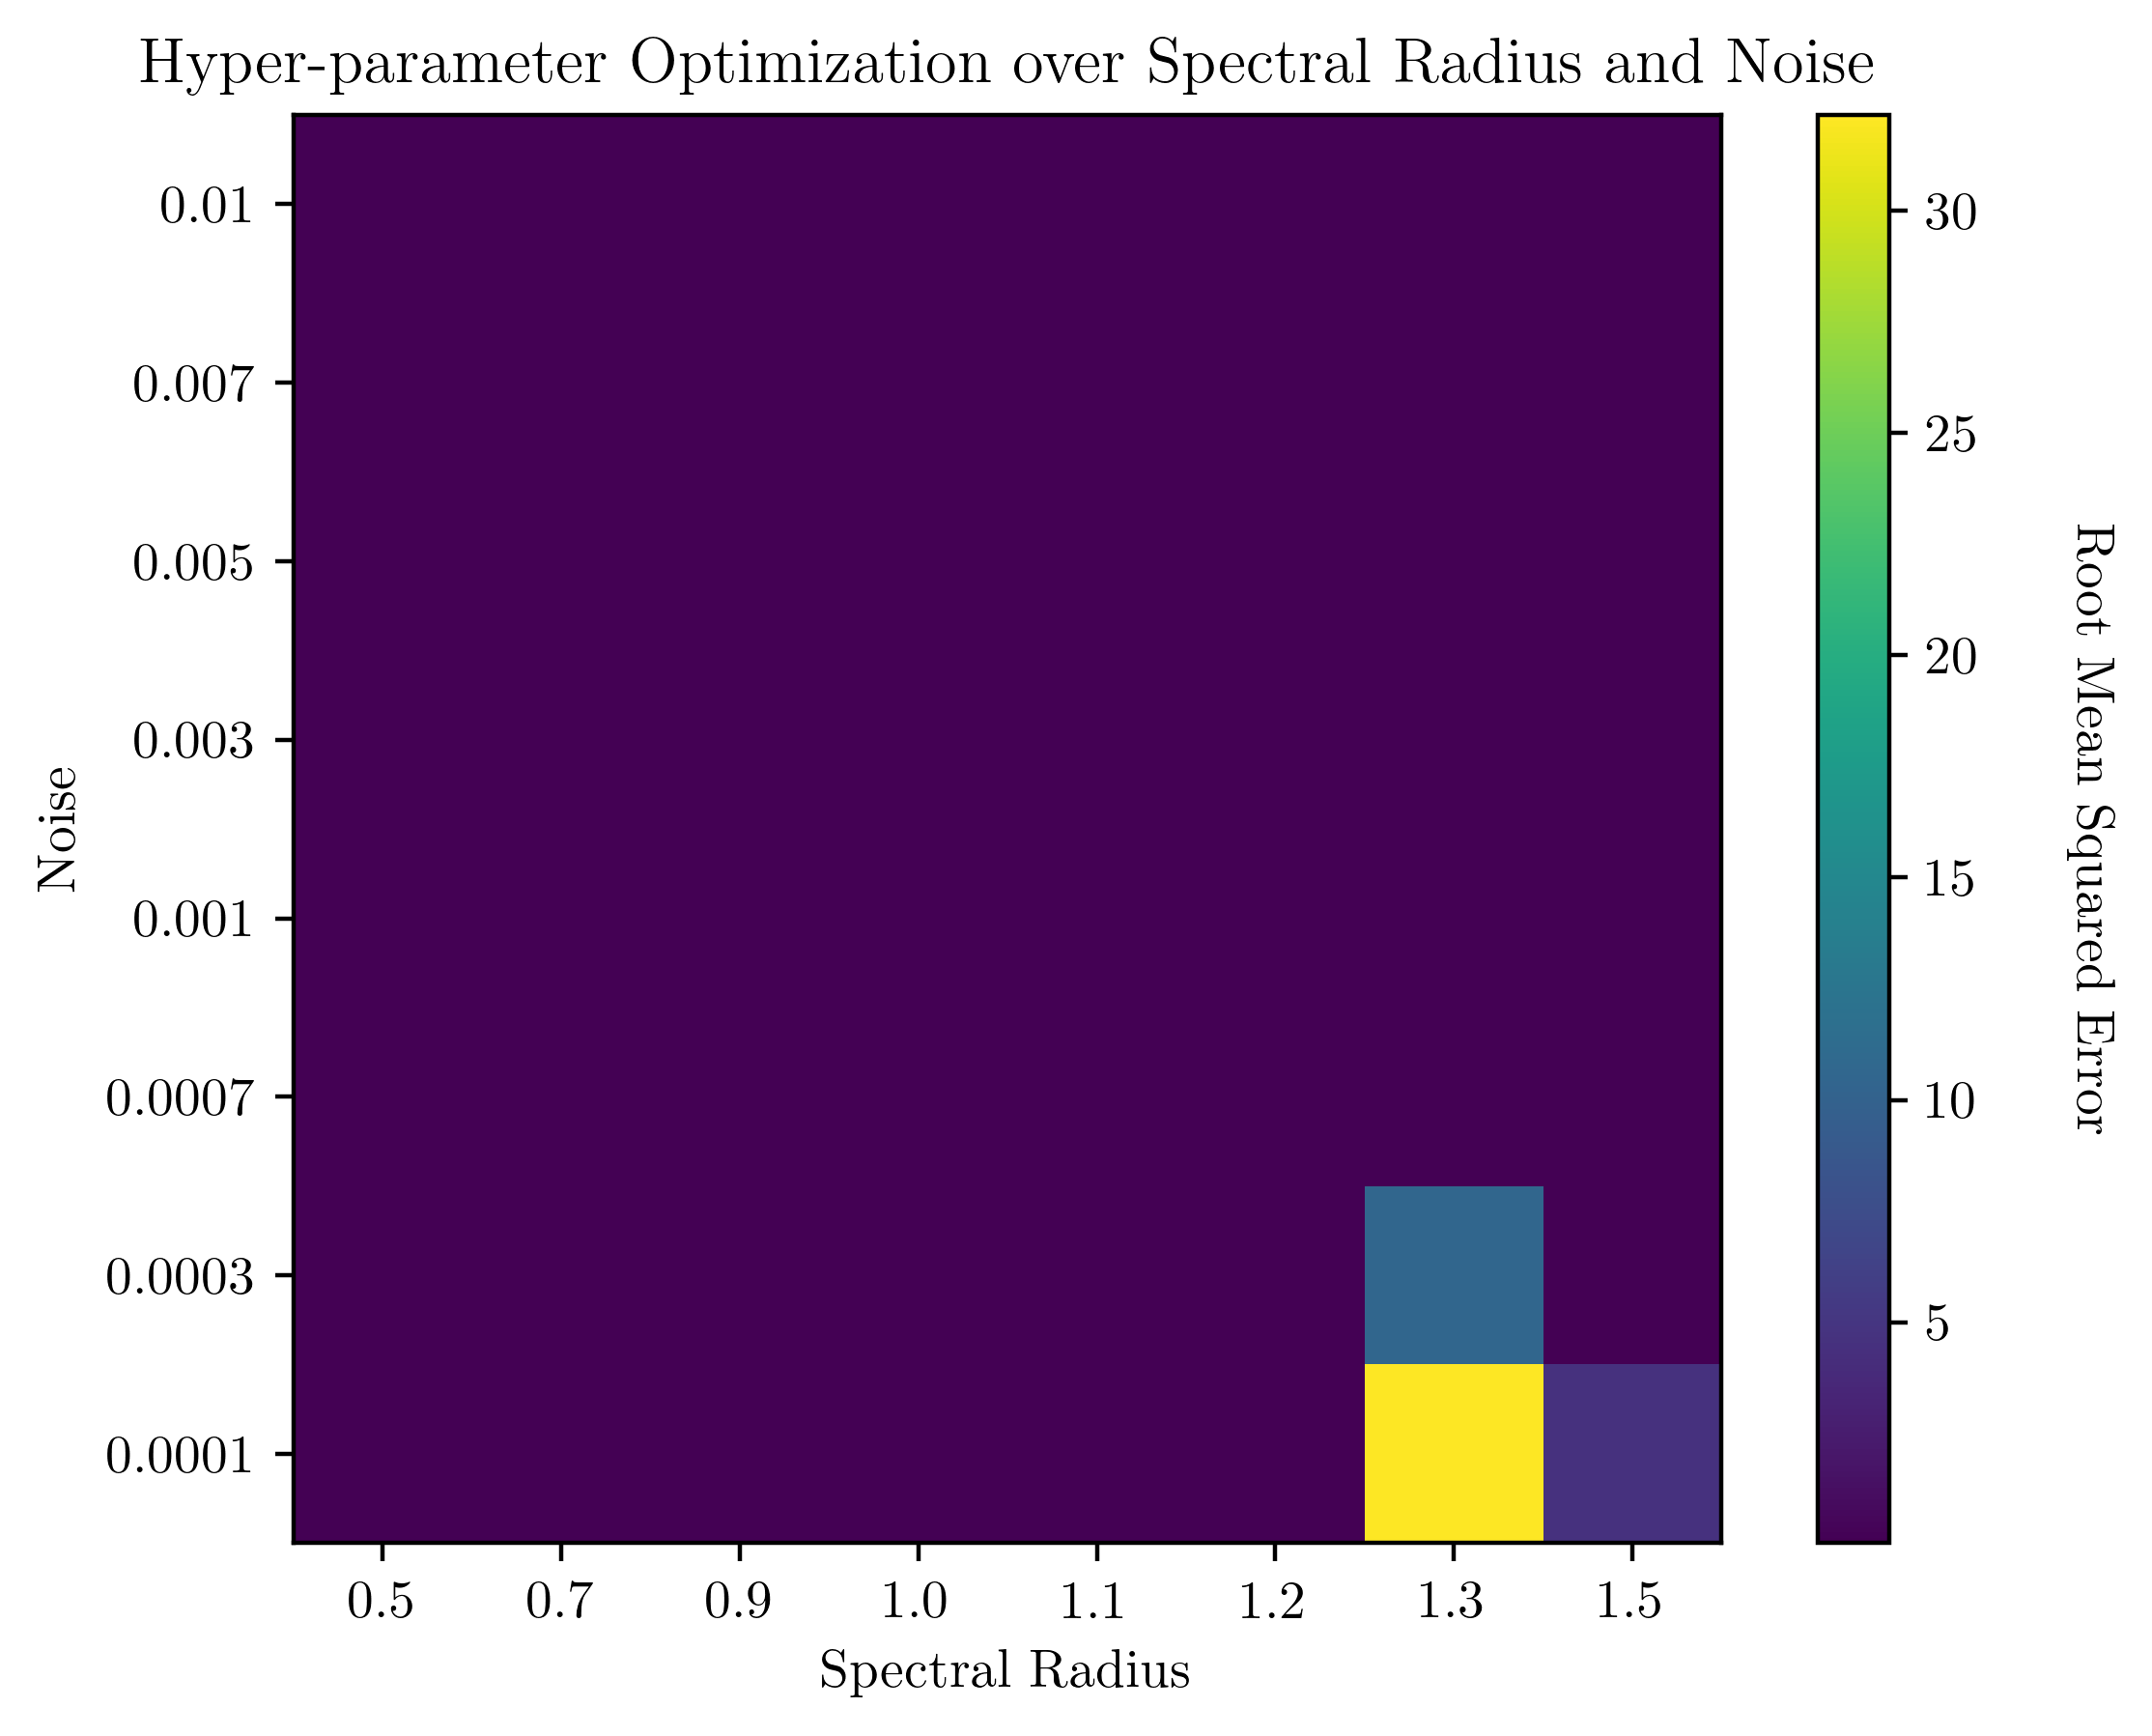 Hyper-parameter Optimization over Spectral Radius and Noise
Noise
0.01
0.007
0.005
0.003
0.001
0.0007
0.0003
0.0001
0.5 0.7 0.9 1.0 1.1 1.2 1.3 1.5
Spectral Radius
30
25
20
15
10
5
Root Mean Squared Error